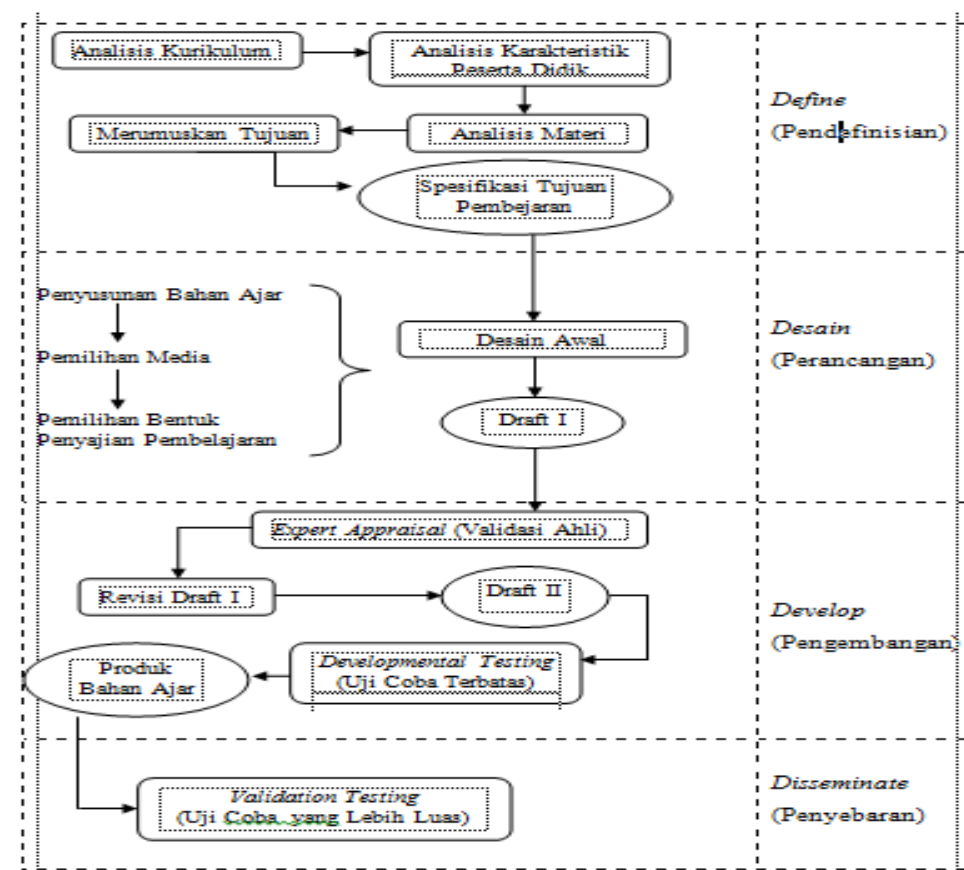 Analisis Kurikulum
Analisis Karakteristik
Peserta Didik
Merumuskan Tujuan
Analisis Materi
Spesifikasi Tujuan
Pembejaran
Define
(Pendefinisian)
Penyusunan Bahan Ajar
Pemilihan Media
Pemilihan Bentuk
Penyajian Pembelajaran
Desain Awal
Draft I
Desain
(Perancangan)
Expert Appraisal (Validasi Ahli)
Revisi Draft I
Draft II
Developmental Testing
(Uji Coba Terbatas)
Produk
Bahan Ajar
Develop
(Pengembangan)
Validation Testing
(Uji Coba yang Lebih Luas)
Disseminate
(Penyebaran)